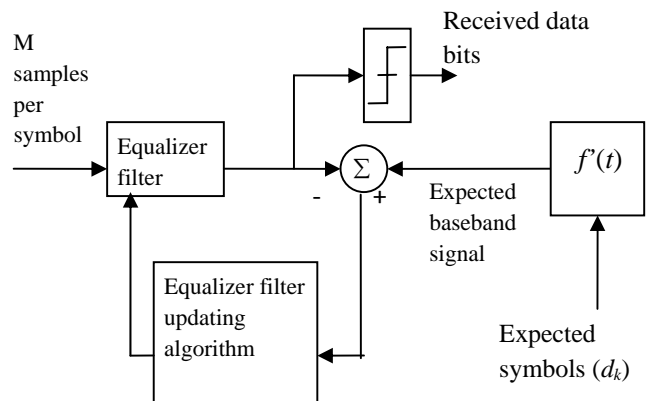 M
samples
per
symbol
Received data
bits
Equalizer
filter
Σ
-
+
Expected
baseband
signal
f’(t)
Equalizer filter
updating
algorithm
Expected
symbols (dk)